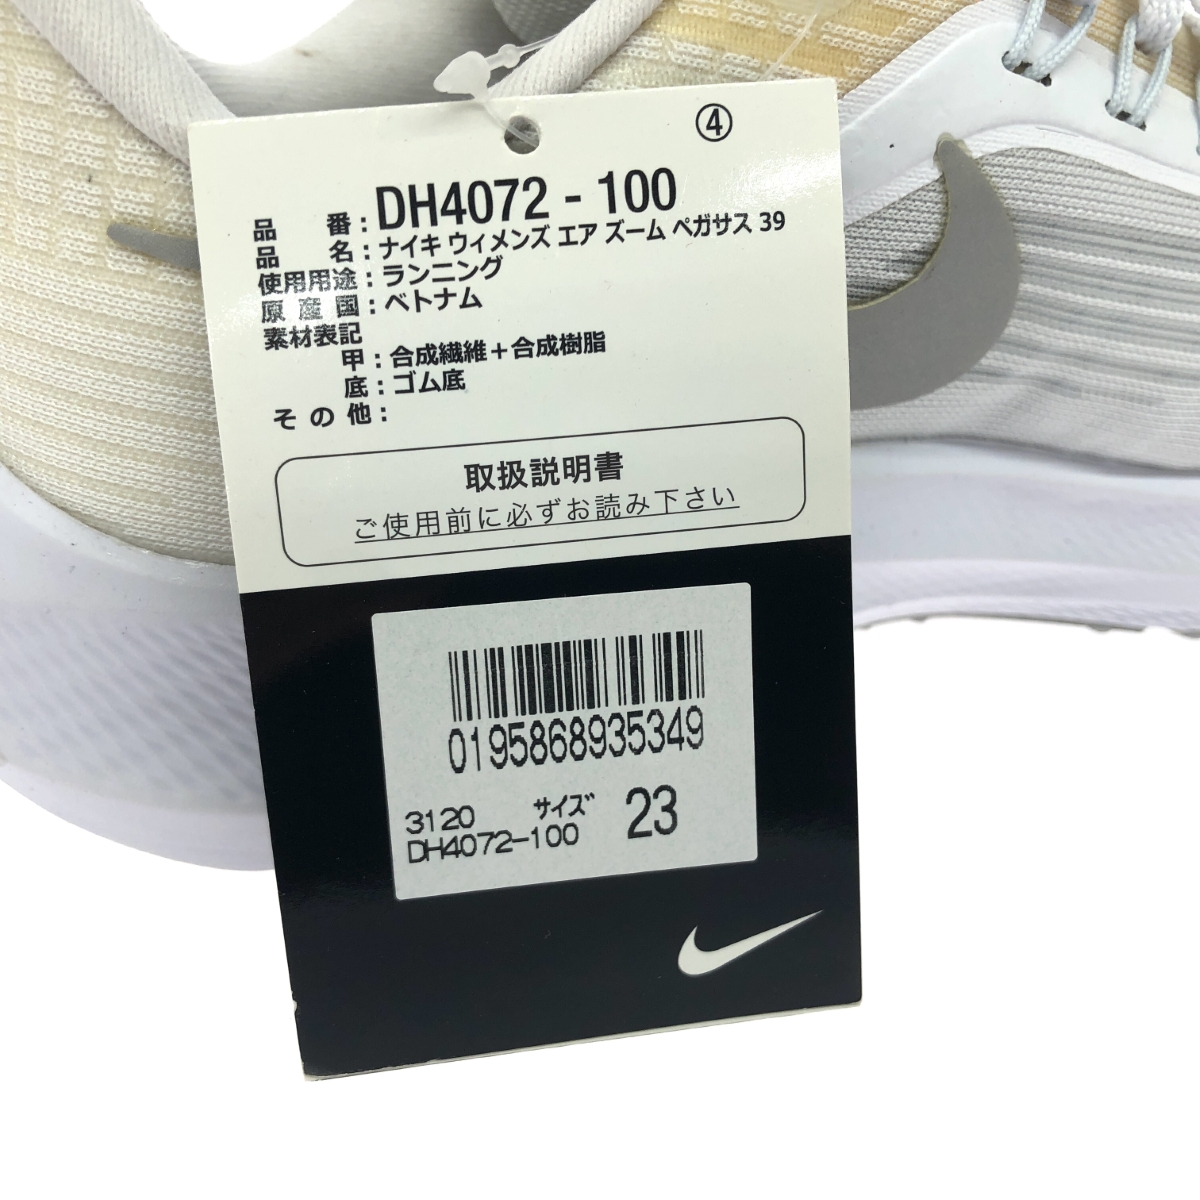 ④
品番：DH4072 - 100
品名：ナイキ ウィメンズ エア ズーム ペガサス 39
使用用途：ランニング
原産国：ベトナム
素材表記
甲：合成繊維＋合成樹脂
底：ゴム底
その他：
取扱説明書
ご使用前に必ずお読み下さい
0195868935349
3120 サイズ 23
DH4072-100